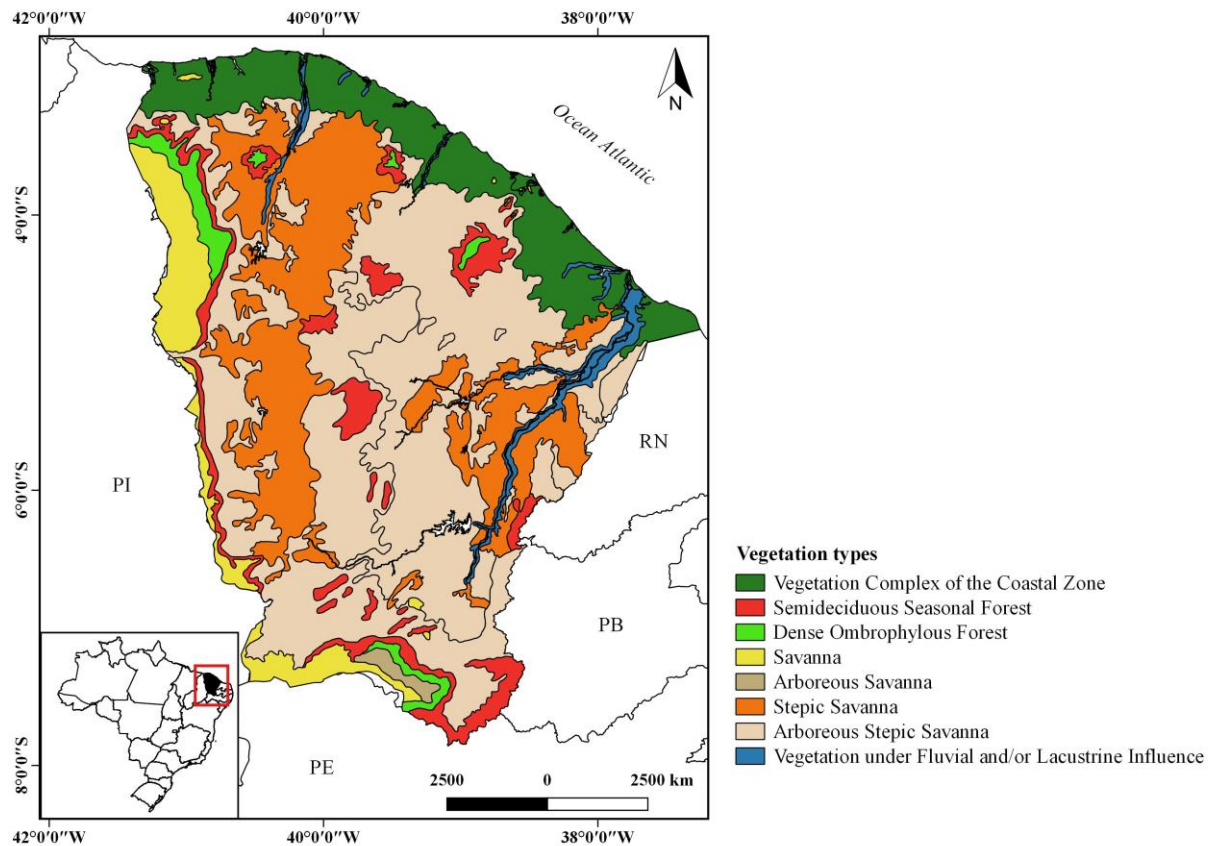 42°0'0"W 40°0'0"W 38°0'0"W
N
Ocean Atlantic
4°0'0"S
RN
PI
6°0'0"S
Vegetation types
Vegetation Complex of the Coastal Zone
Semideciduous Seasonal Forest
Dense Ombrophylous Forest
PB
Savanna
Arboreous Savanna
Stepic Savanna
Arboreous Stepic Savanna
Vegetation under Fluvial and/or Lacustrine Influence
PE
8°0'0"S
2500 0 2500 km
42°0'0"W 40°0'0"W 38°0'0"W